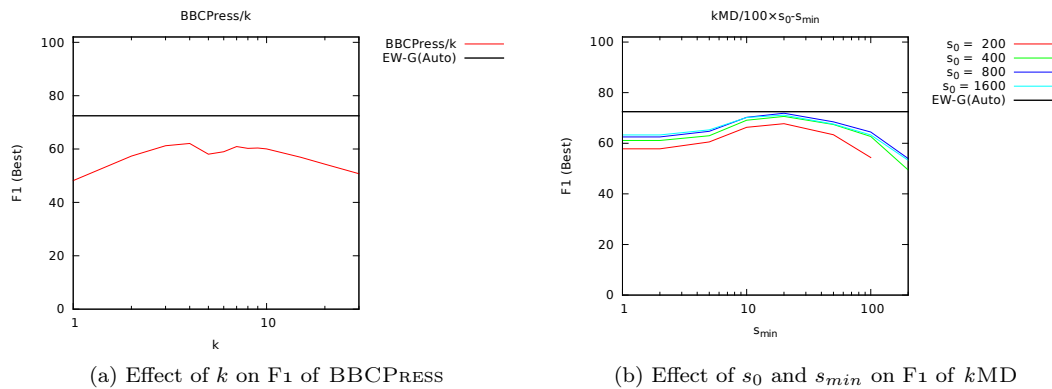 BBCPress/k
F1 (Best)
100
80
60
40
20
0
1
10
k
BBCPress/k
EW-G(Auto)
(a) Effect of k on F1 of BBCPRESS
kMD/100×s0-smin
F1 (Best)
100
80
60
40
20
0
1
10
100
smin
s0 = 200
s0 = 400
s0 = 800
s0 = 1600
EW-G(Auto)
(b) Effect of s0 and smin on F1 of kMD